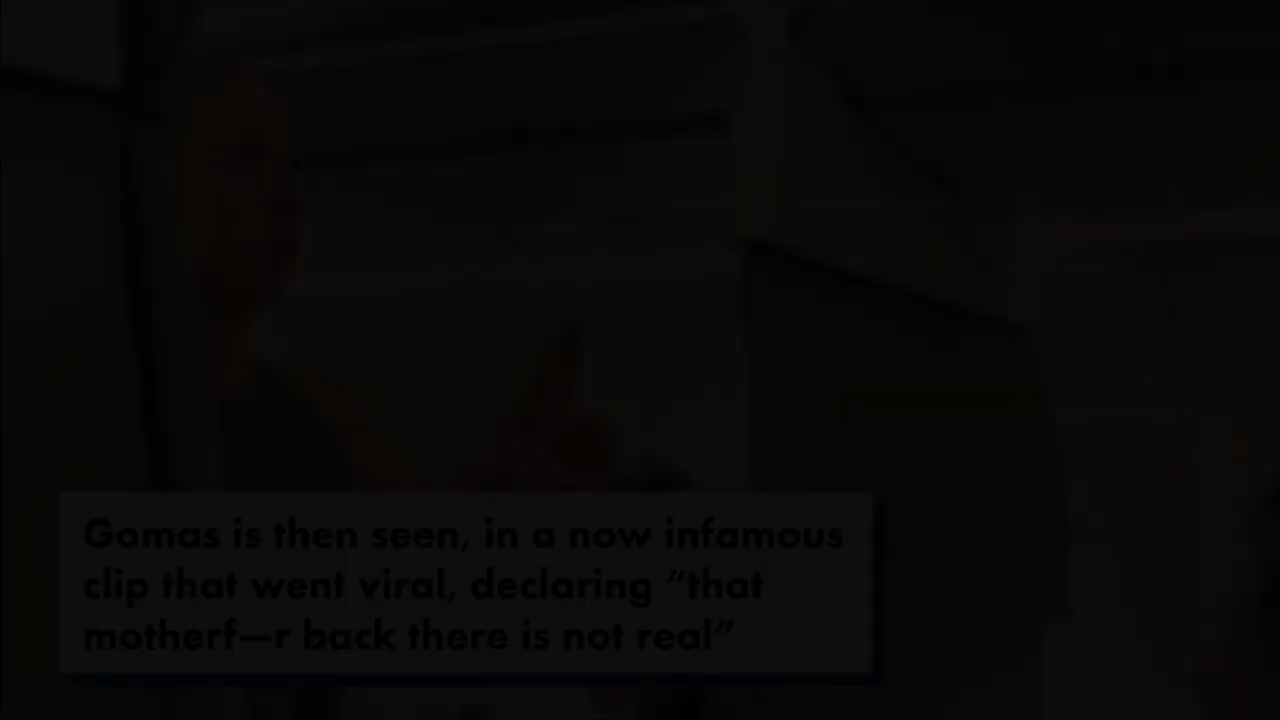 Gomas is then seen, in a now infamous
clip that went viral, declaring “that
motherf—r back there is not real”